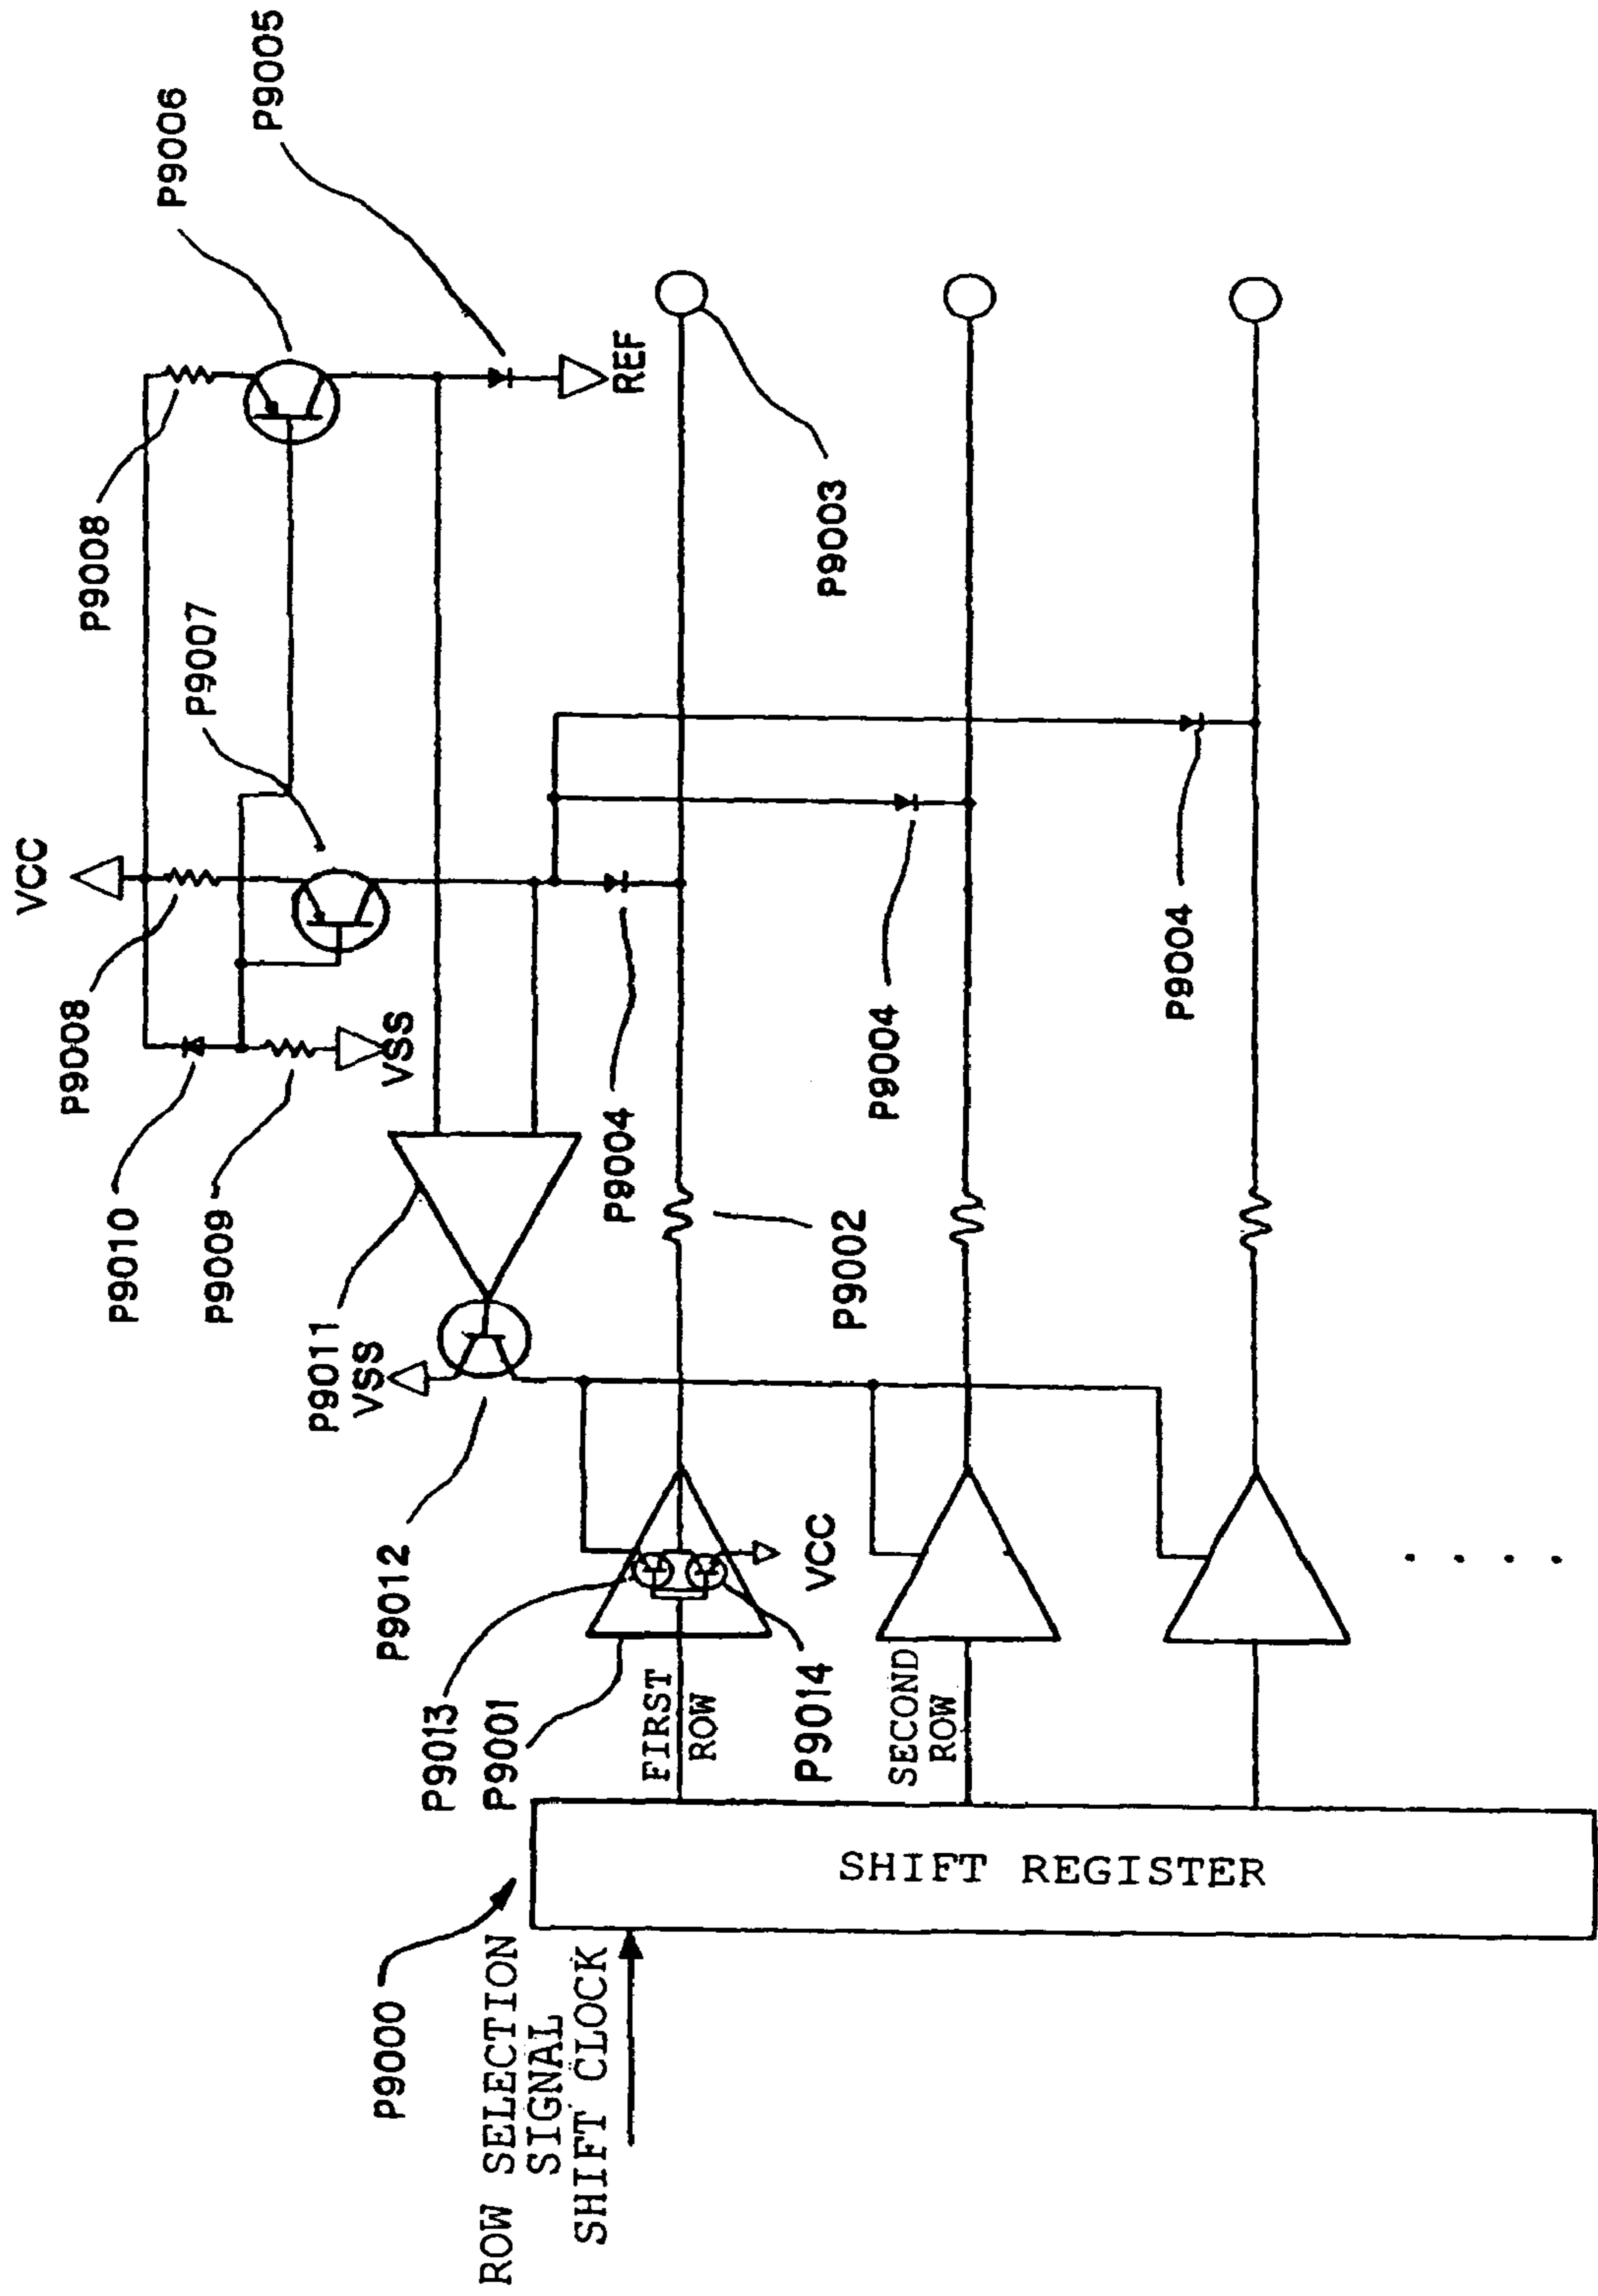 P9005
P9006
P9008
REF
P9007
P9003
VCC
P9008
VSS
P9004
P9004
P9004
P9010
P9009
P9011
VSS
P9002
P9012
VCC
P9013
P9001
FIRST
ROW
P9014
SECOND
ROW
P9000
SHIFT REGISTER
ROW SELECTION
SIGNAL
SHIFT CLOCK